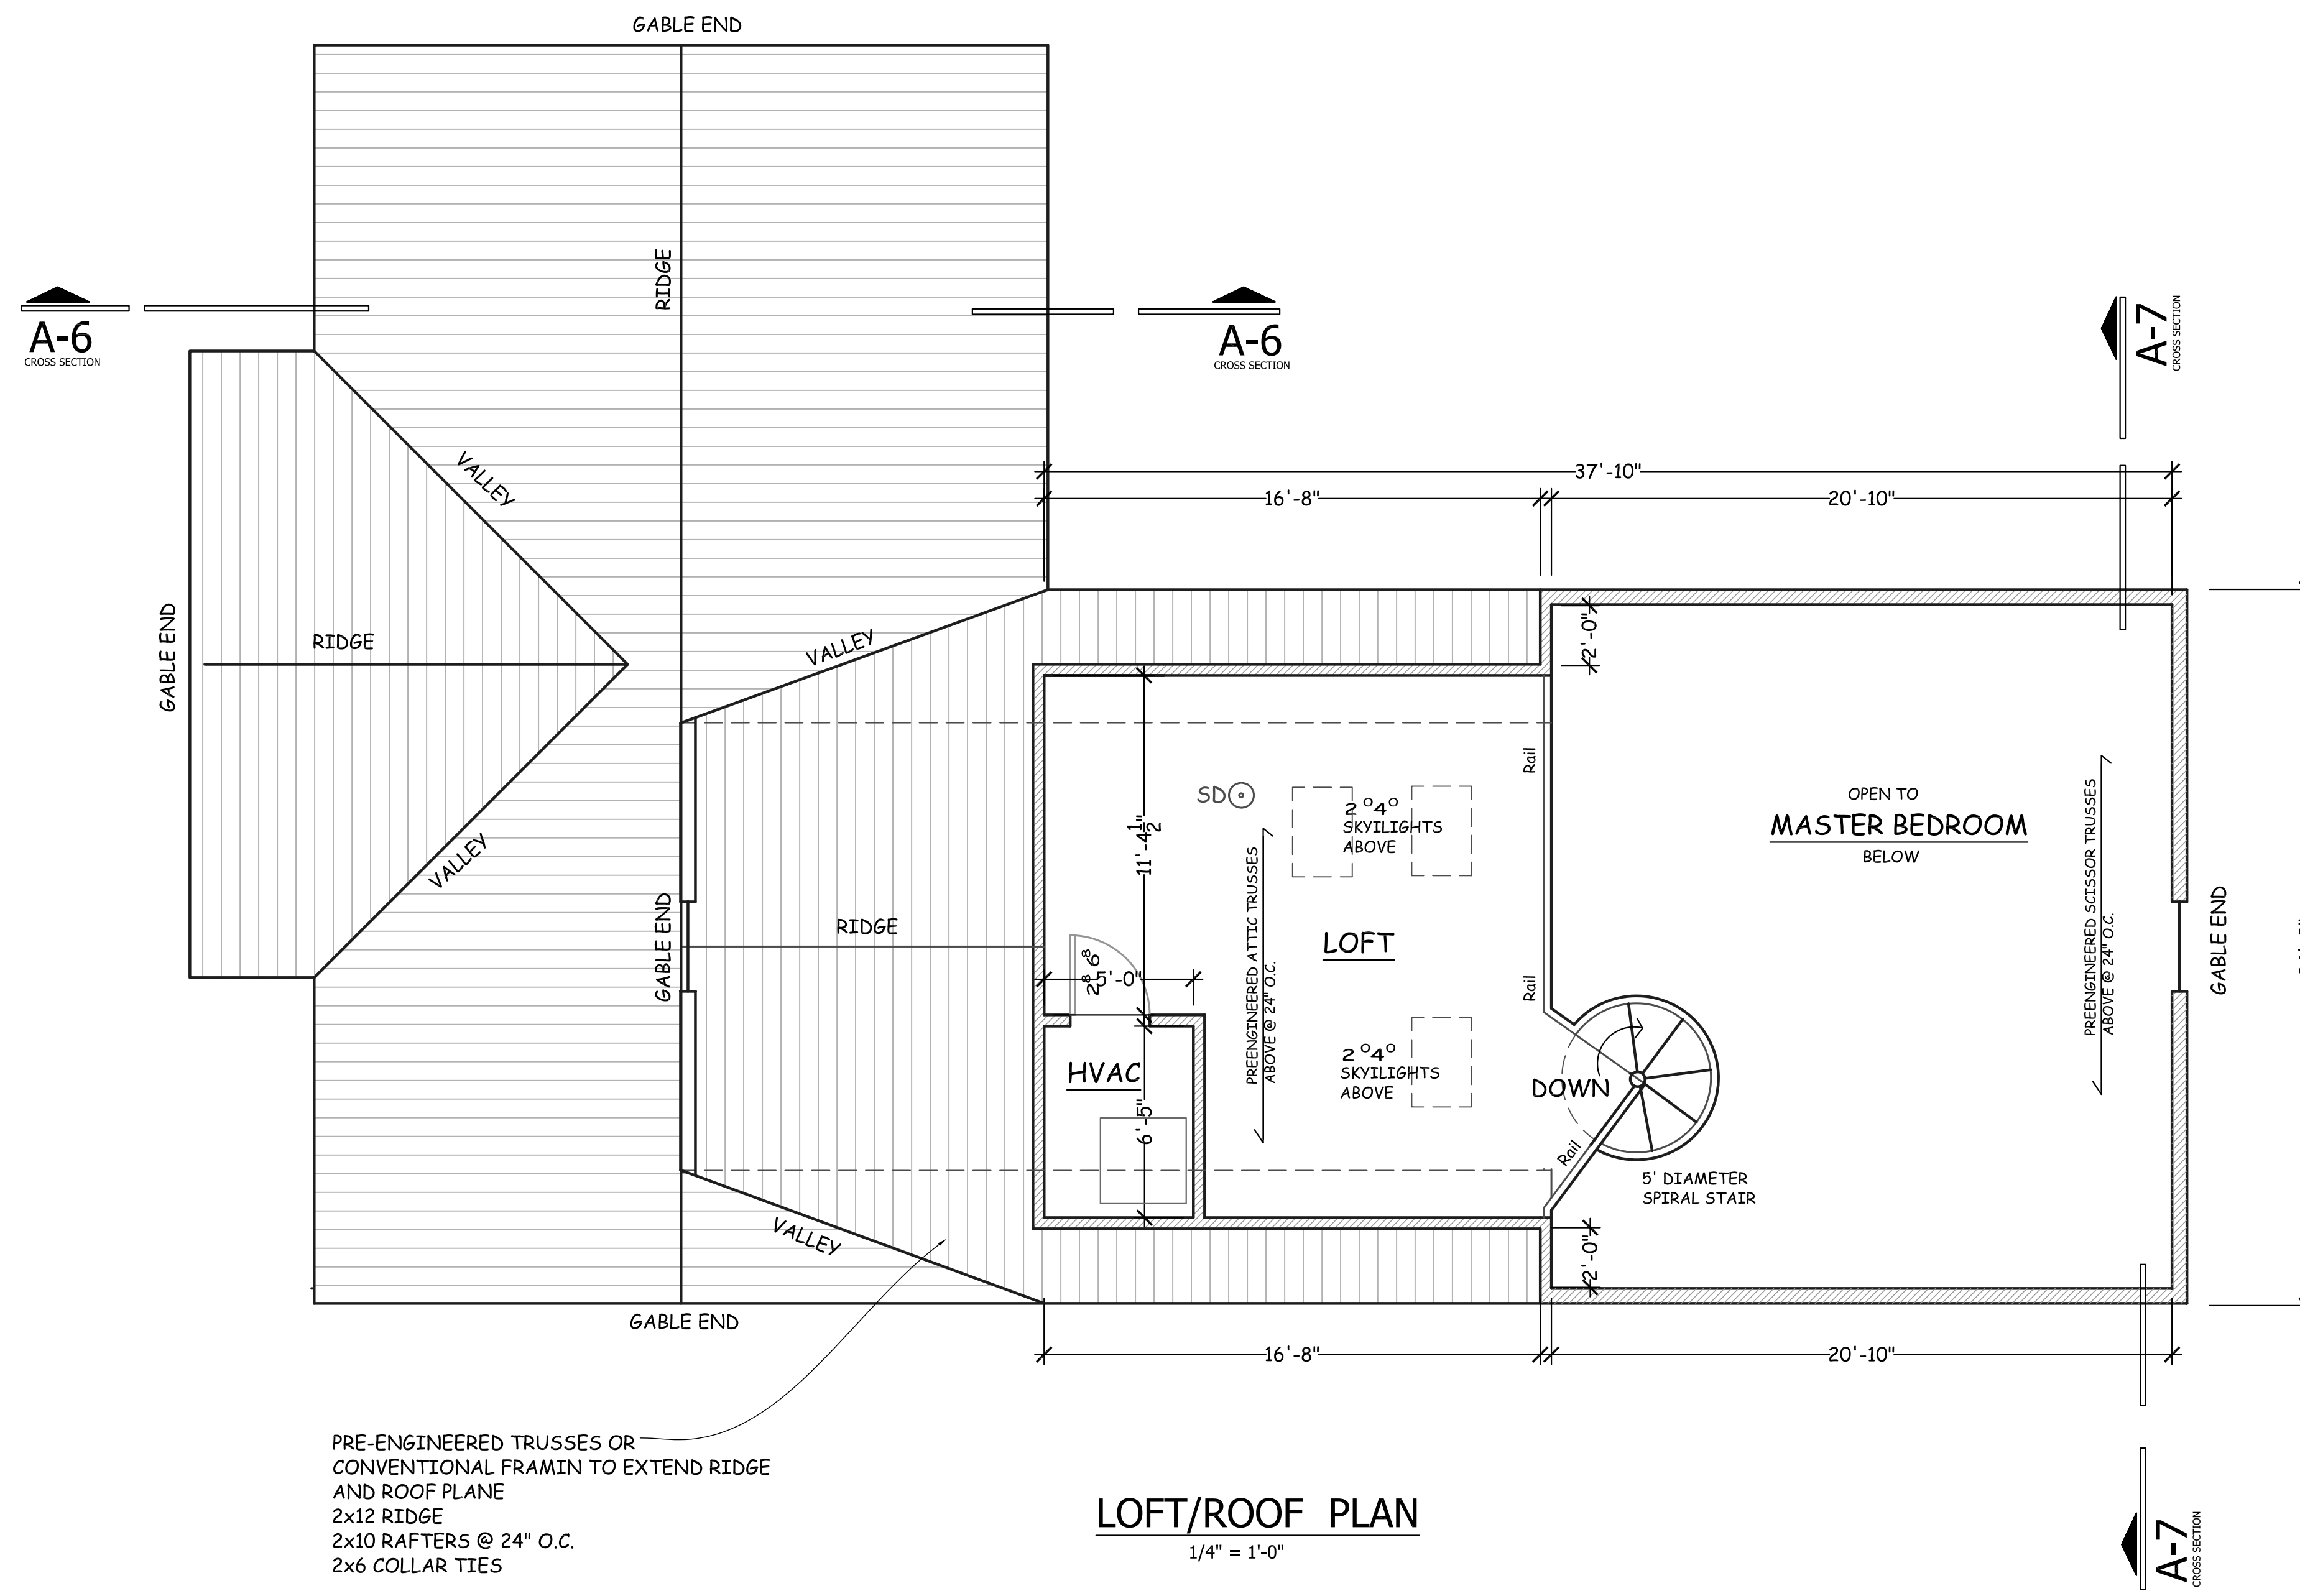 GABLE END
RIDGE
A-6
CROSS SECTION
A-6
CROSS SECTION
A-7
CROSS SECTION
VALLEY
37'-10"
16'-8"
20'-10"
GABLE END
RIDGE
VALLEY
2'-0"
Rail
SD
2⁰4⁰
SKYILIGHTS
ABOVE
11'-4 1/2"
OPEN TO
MASTER BEDROOM
BELOW
PREENGINEERED SCISSOR TRUSSES
ABOVE @ 24" O.C.
PREENGINEERED ATTIC TRUSSES
ABOVE @ 24" O.C.
VALLEY
GABLE END
RIDGE
LOFT
GABLE END
2⁸6⁸
5'-0"
Rail
HVAC
2⁰4⁰
SKYILIGHTS
ABOVE
DOWN
6'-5"
Rail
5' DIAMETER
SPIRAL STAIR
VALLEY
2'-0"
GABLE END
16'-8"
20'-10"
PRE-ENGINEERED TRUSSES OR
CONVENTIONAL FRAMIN TO EXTEND RIDGE
AND ROOF PLANE
2x12 RIDGE
2x10 RAFTERS @ 24" O.C.
2x6 COLLAR TIES
LOFT/ROOF PLAN
1/4" = 1'-0"
A-7
CROSS SECTION